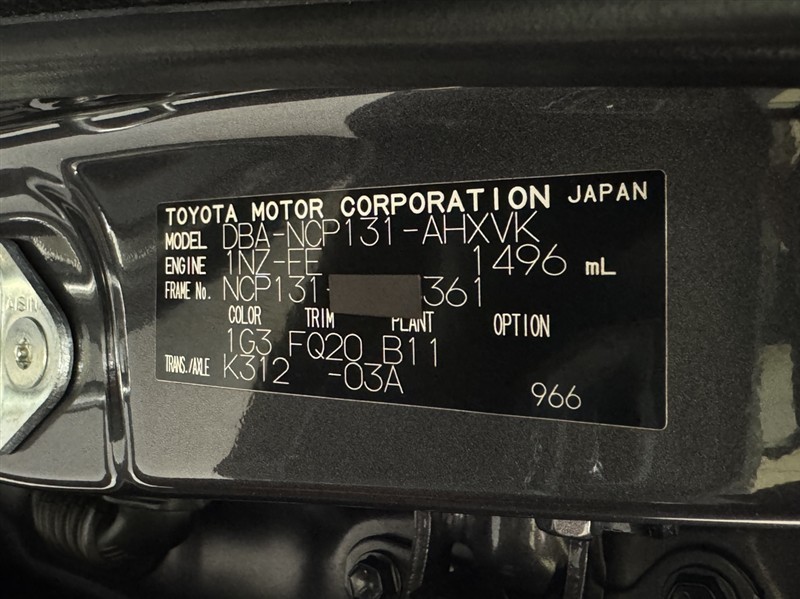 TOYOTA MOTOR CORPORATION JAPAN
MODEL DBA-NCP131-AHXVK
ENGINE 1NZ-FE 1496 mL
FRAME No. NCP131- 361
COLOR TRIM PLANT OPTION
1G3 FQ20 B11
TRANS./AXLE K312 -03A
966